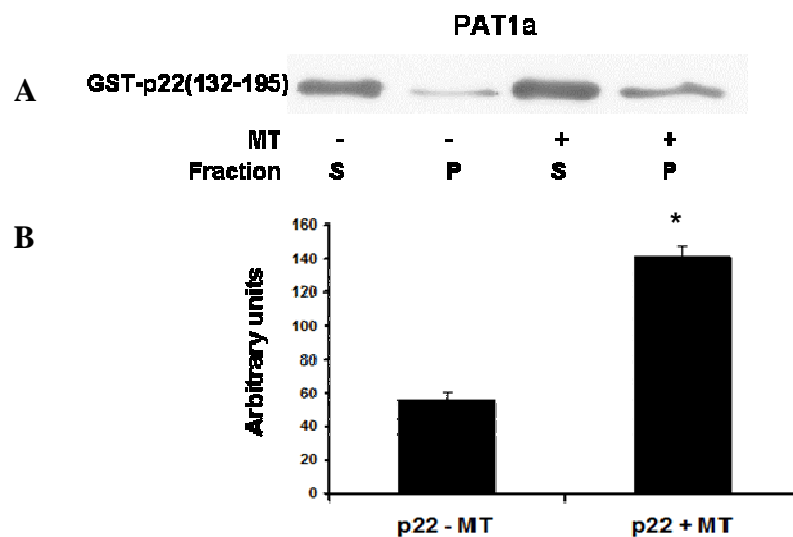 PAT1a
A
GST-p22(132-195)
MT - - + +
Fraction S P S P
B
160
140
120
100
80
60
40
20
0
Arbitrary units
*
p22 - MT p22 + MT